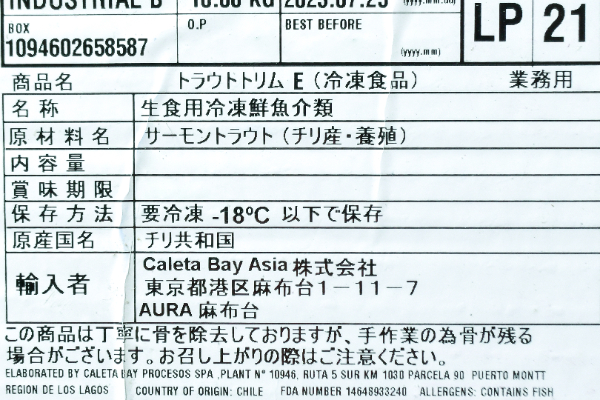 INDUSTRIAL B 10.00 KG 2025.07.25 (yyyy.mm.dd)
BOX O.P BEST BEFORE LP 21
1094602658587 (yyyy.mm)
商品名 トラウトトリム E（冷凍食品） 業務用
名称 生食用冷凍鮮魚介類
原材料名 サーモントラウト（チリ産・養殖）
内容量
賞味期限
保存方法 要冷凍 -18ºC 以下で保存
原産国名 チリ共和国
輸入者 Caleta Bay Asia 株式会社
東京都港区麻布台1－11－7
AURA 麻布台
この商品は丁寧に骨を除去しておりますが、手作業の為骨が残る
場合がございます。お召し上がりの際はご注意ください。
ELABORATED BY CALETA BAY PROCESOS SPA ,PLANT N° 10946, RUTA 5 SUR KM 1030 PARCELA 90 PUERTO MONTT
REGION DE LOS LAGOS COUNTRY OF ORIGIN: CHILE FDA NUMBER 14648933240 ALLERGENS: CONTAINS FISH